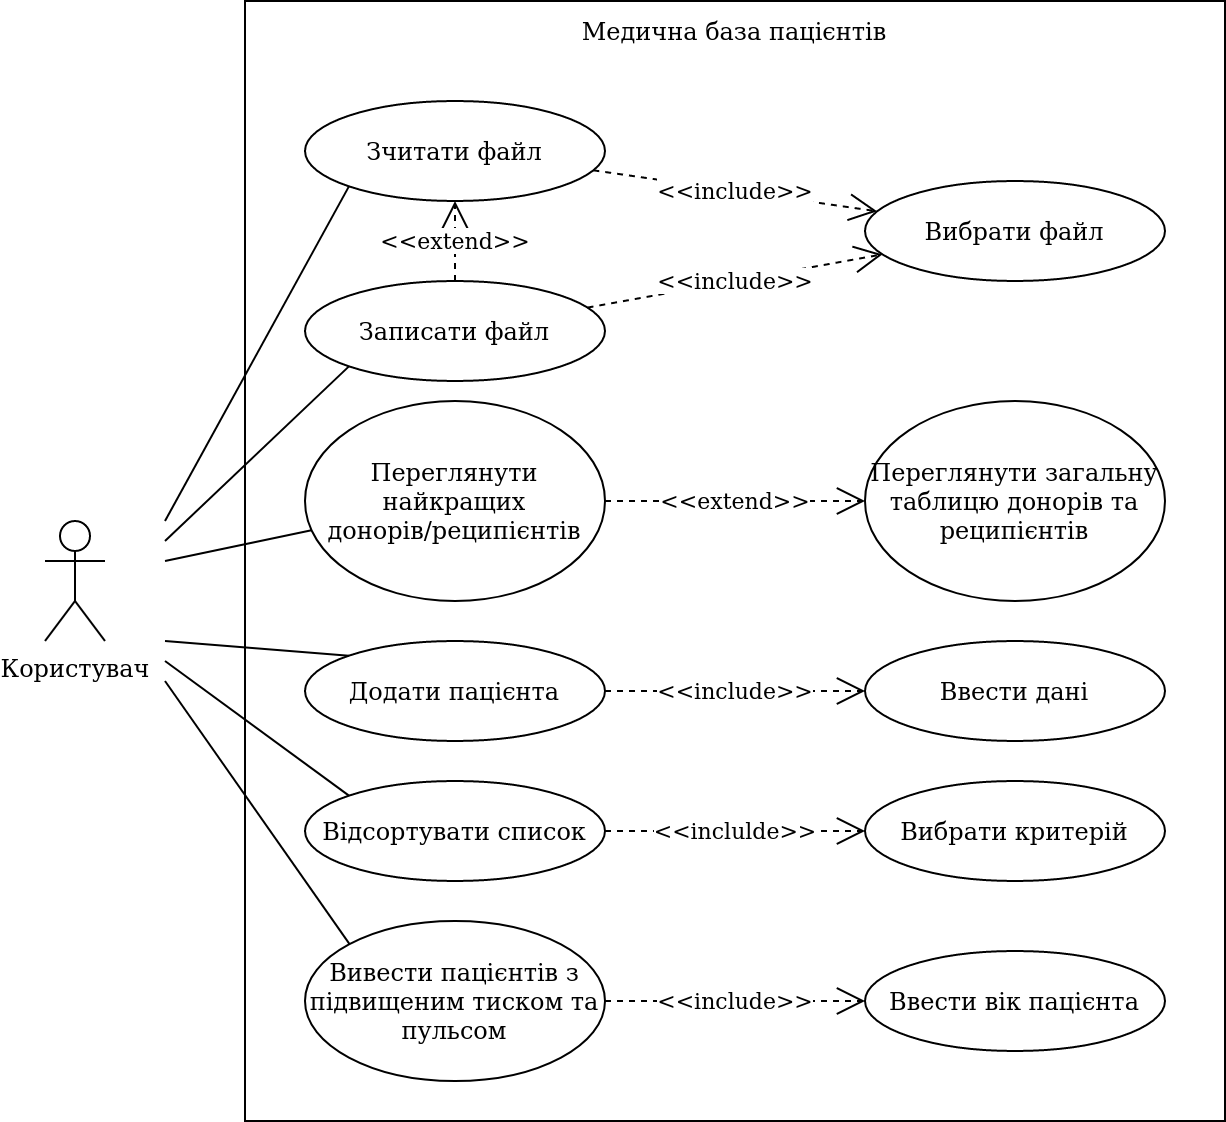 Медична база пацієнтів
Зчитати файл
<<include>>
Вибрати файл
<<extend>>
<<include>>
Записати файл
Переглянути
найкращих
донорів/реципієнтів
<<extend>>
Переглянути загальну
таблицю донорів та
реципієнтів
Користувач
Додати пацієнта
<<include>>
Ввести дані
Відсортувати список
<<inclulde>>
Вибрати критерій
Вивести пацієнтів з
підвищеним тиском та
пульсом
<<include>>
Ввести вік пацієнта